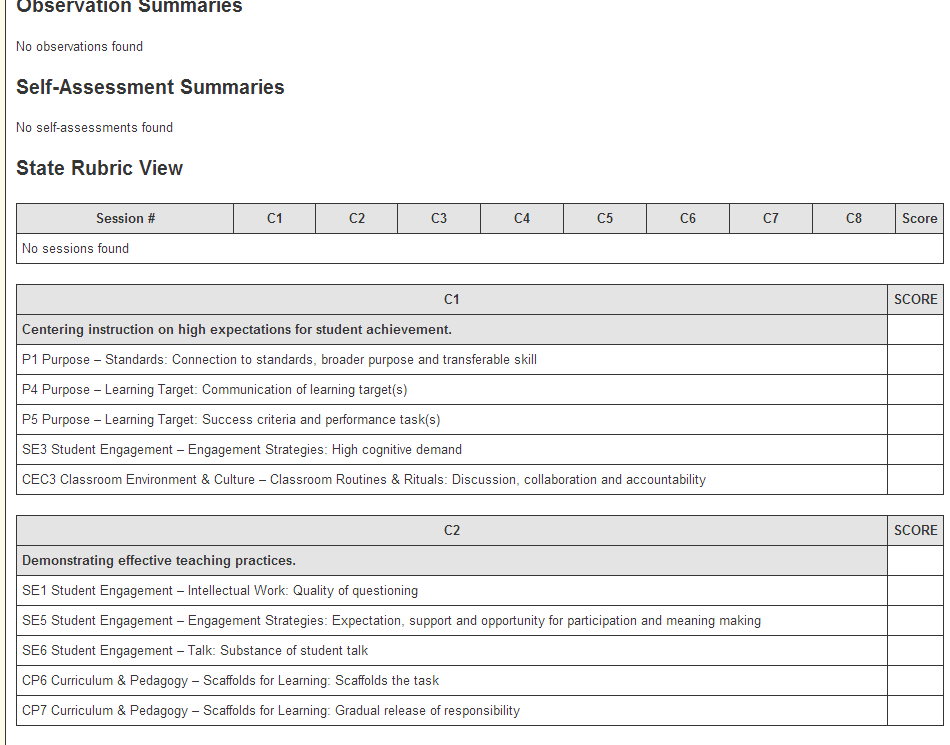 Observation Summaries
No observations found
Self-Assessment Summaries
No self-assessments found
State Rubric View
Session # C1 C2 C3 C4 C5 C6 C7 C8 Score
No sessions found
C1 SCORE
Centering instruction on high expectations for student achievement.
P1 Purpose – Standards: Connection to standards, broader purpose and transferable skill
P4 Purpose – Learning Target: Communication of learning target(s)
P5 Purpose – Learning Target: Success criteria and performance task(s)
SE3 Student Engagement – Engagement Strategies: High cognitive demand
CEC3 Classroom Environment & Culture – Classroom Routines & Rituals: Discussion, collaboration and accountability
C2 SCORE
Demonstrating effective teaching practices.
SE1 Student Engagement – Intellectual Work: Quality of questioning
SE5 Student Engagement – Engagement Strategies: Expectation, support and opportunity for participation and meaning making
SE6 Student Engagement – Talk: Substance of student talk
CP6 Curriculum & Pedagogy – Scaffolds for Learning: Scaffolds the task
CP7 Curriculum & Pedagogy – Scaffolds for Learning: Gradual release of responsibility